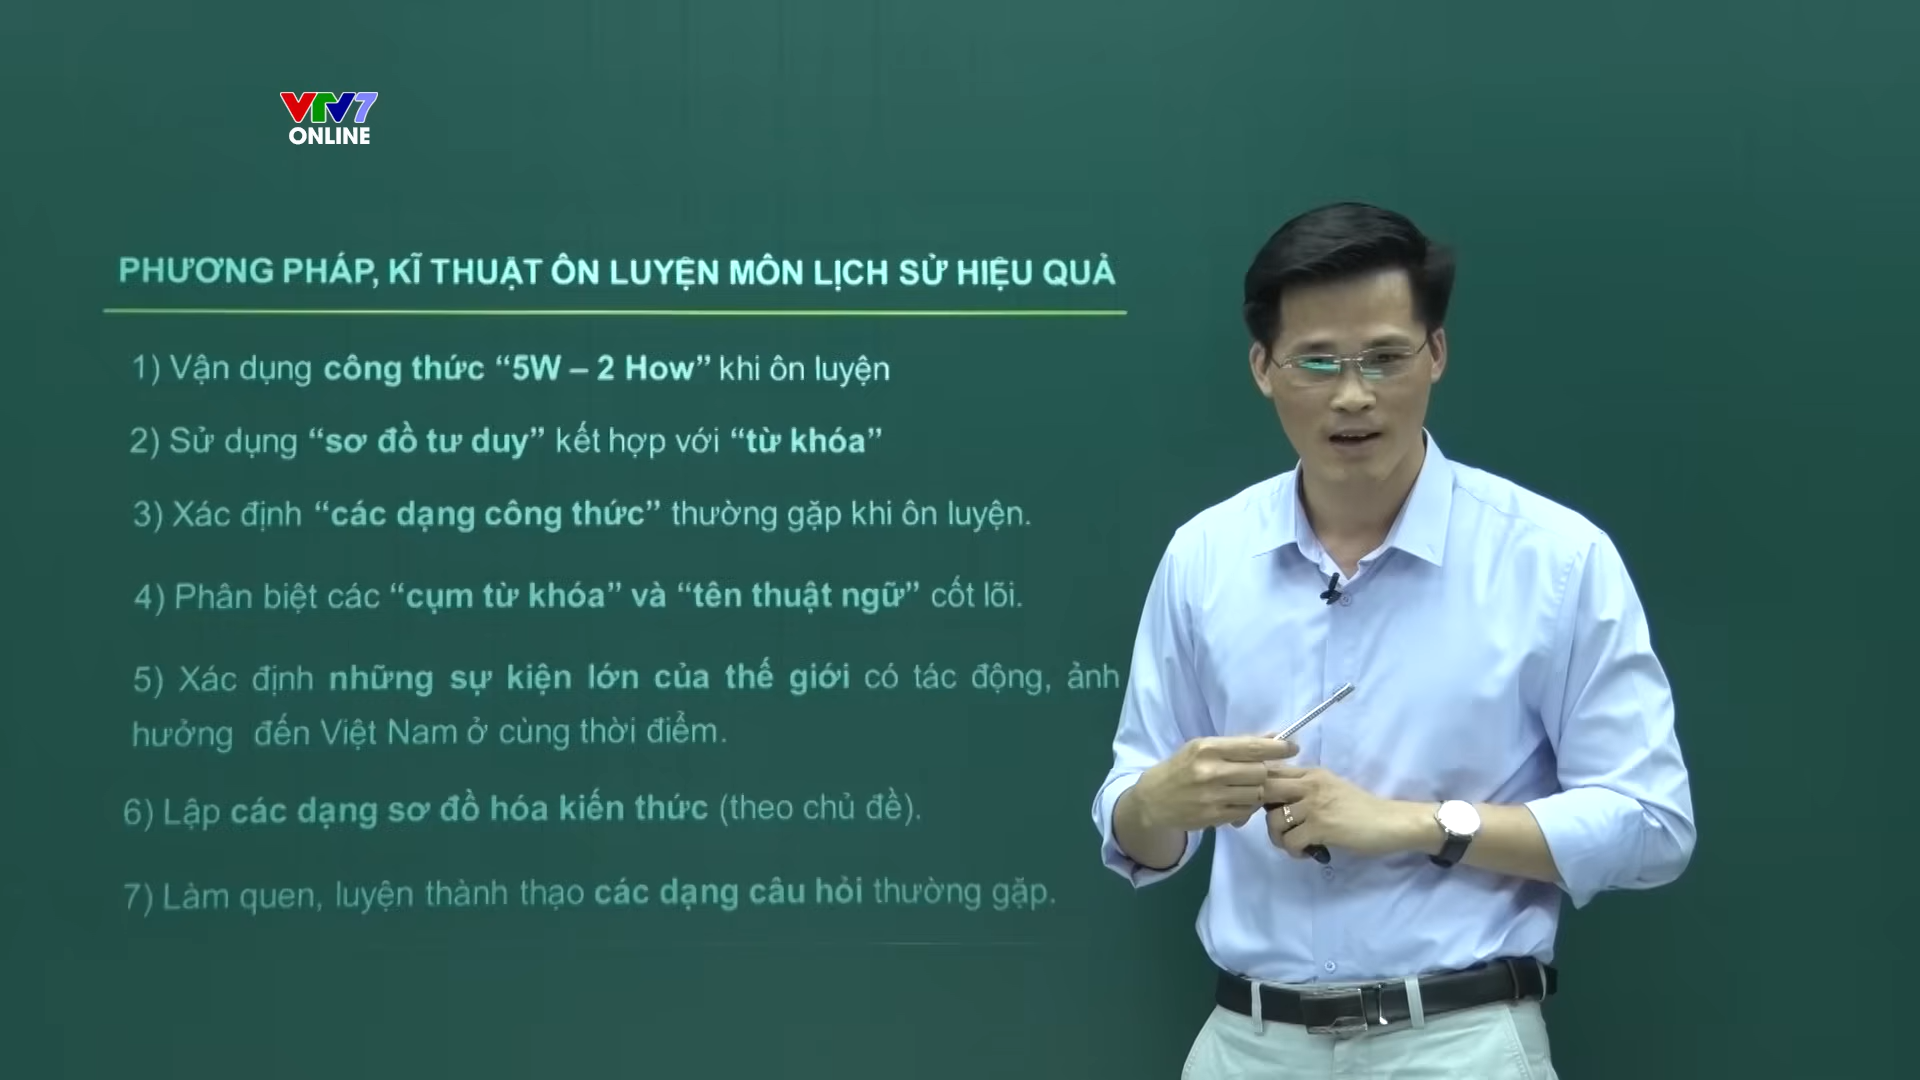 VTV7
ONLINE
PHƯƠNG PHÁP, KĨ THUẬT ÔN LUYỆN MÔN LỊCH SỬ HIỆU QUẢ
1) Vận dụng công thức “5W – 2 How” khi ôn luyện
2) Sử dụng “sơ đồ tư duy” kết hợp với “từ khóa”
3) Xác định “các dạng công thức” thường gặp khi ôn luyện.
4) Phân biệt các “cụm từ khóa” và “tên thuật ngữ” cốt lõi.
5) Xác định những sự kiện lớn của thế giới có tác động, ảnh
hưởng đến Việt Nam ở cùng thời điểm.
6) Lập các dạng sơ đồ hóa kiến thức (theo chủ đề).
7) Làm quen, luyện thành thạo các dạng câu hỏi thường gặp.